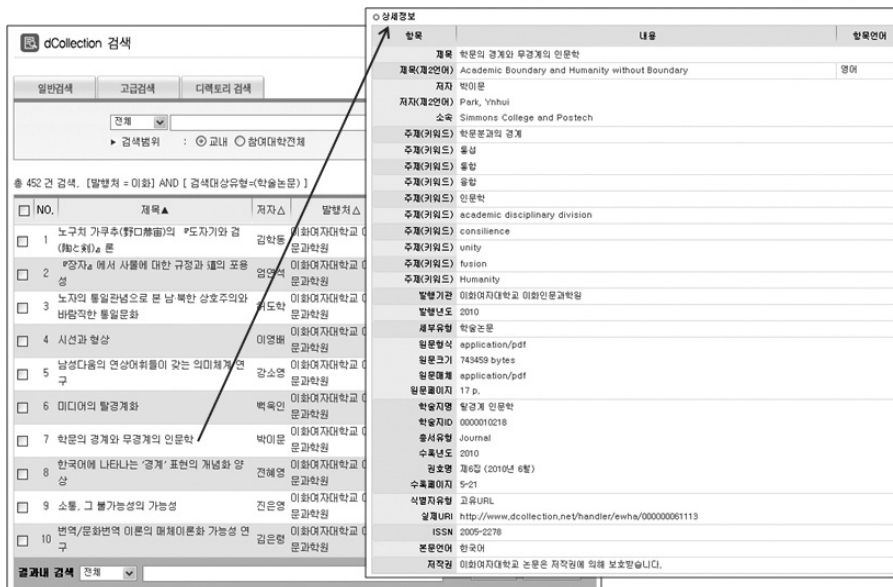 dCollection 검색
일반검색
고급검색
디렉토리 검색
전체
▶ 검색범위 : 교내 참여대학전체
총 452 건 검색, [발행처 = 이화] AND [ 검색대상유형=(학술논문) ]
NO. 제목▲ 저자△ 발행처△
1 노구치 가쿠추(野口赫宙)의 『도자기와 검 김학동 이화여자대학교
(陶と剣)』 론 문과학원
2 『장자』에서 사물에 대한 규정과 道의 포용 엄연석 이화여자대학교
성 문과학원
3 노자의 통일관념으로 본 남·북한 상호주의와 허도학 이화여자대학교
바람직한 통일문화 문과학원
4 시선과 형상 이영배 이화여자대학교
문과학원
5 남성다움의 연상어휘들이 갖는 의미체계 연 강소영 이화여자대학교
구 문과학원
6 미디어의 탈경계화 백욱인 이화여자대학교
문과학원
7 학문의 경계와 무경계의 인문학 박이문 이화여자대학교
문과학원
8 한국어에 나타나는 '경계' 표현의 개념화 양 전혜영 이화여자대학교
상 문과학원
9 소통, 그 불가능성의 가능성 진은영 이화여자대학교
문과학원
10 번역/문화번역 이론의 매체이론화 가능성 연 김은령 이화여자대학교
구 문과학원
결과내 검색 전체
상세정보
항목 내용 항목언어
제목 학문의 경계와 무경계의 인문학
제목(제2언어) Academic Boundary and Humanity without Boundary 영어
저자 박이문
저자(제2언어) Park, Ynhui
소속 Simmons College and Postech
주제(키워드) 학문분과의 경계
주제(키워드) 통섭
주제(키워드) 통합
주제(키워드) 융합
주제(키워드) 인문학
주제(키워드) academic disciplinary division
주제(키워드) consilience
주제(키워드) unity
주제(키워드) fusion
주제(키워드) Humanity
발행기관 이화여자대학교 이화인문과학원
발행년도 2010
세부유형 학술논문
원문형식 application/pdf
원문크기 743459 bytes
원문매체 application/pdf
원문페이지 17 p.
학술지명 탈경계 인문학
학술지ID 0000010218
총서유형 Journal
수록년도 2010
권호명 제6집 (2010년 6월)
수록페이지 5-21
식별자유형 고유URL
실제URI http://www.dcollection.net/handler/ewha/000000061113
ISSN 2005-2278
본문언어 한국어
저작권 이화여자대학교 논문은 저작권에 의해 보호받습니다.